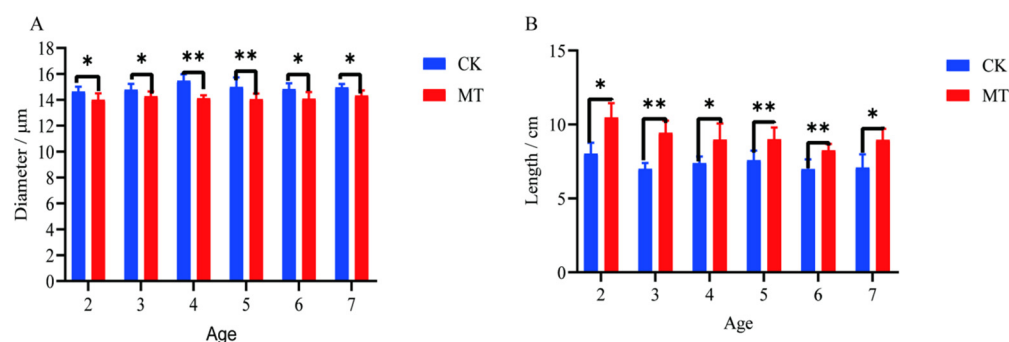 A
Diameter / μm
18
16
14
12
10
8
6
4
2
0
* * ** ** * *
2 3 4 5 6 7
Age
CK
MT
B
Length / cm
15
10
5
0
* ** * ** ** *
2 3 4 5 6 7
Age
CK
MT